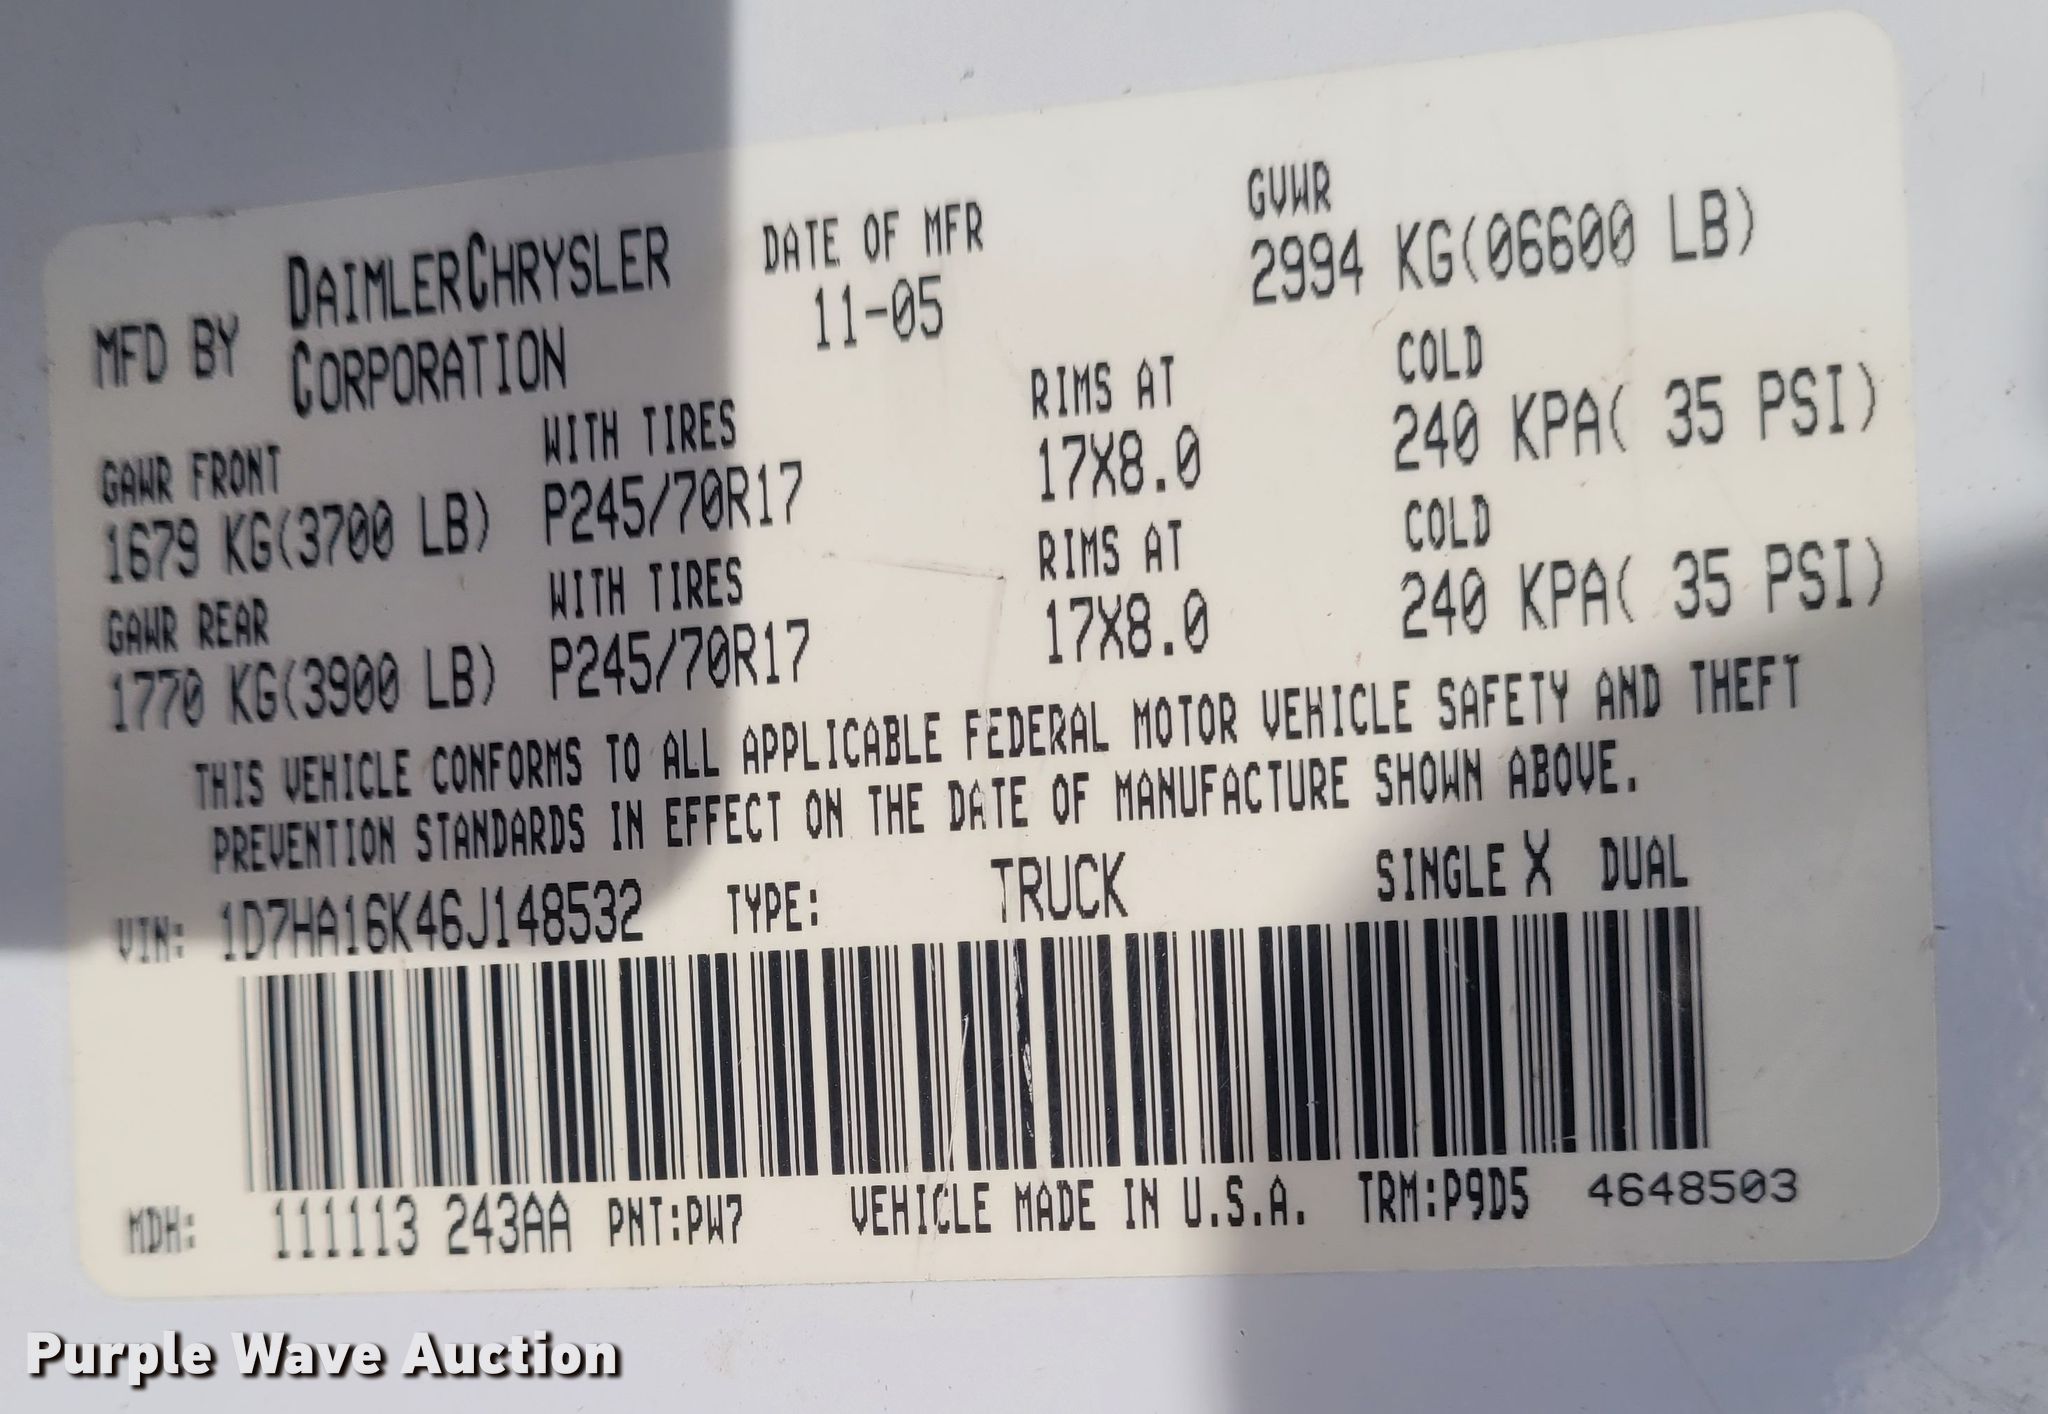 MFD BY DAIMLERCHRYSLER CORPORATION
DATE OF MFR
11-05
GVWR
2994 KG(06600 LB)
GAWR FRONT WITH TIRES RIMS AT COLD
1679 KG(3700 LB) P245/70R17 17X8.0 240 KPA( 35 PSI)
GAWR REAR WITH TIRES RIMS AT COLD
1770 KG(3900 LB) P245/70R17 17X8.0 240 KPA( 35 PSI)
THIS VEHICLE CONFORMS TO ALL APPLICABLE FEDERAL MOTOR VEHICLE SAFETY AND THEFT
PREVENTION STANDARDS IN EFFECT ON THE DATE OF MANUFACTURE SHOWN ABOVE.
VIN: 1D7HA16K46J148532 TYPE: TRUCK SINGLE X DUAL
MDH: 111113 243AA PNT:PW7 VEHICLE MADE IN U.S.A. TRM:P9D5 4648503
Purple Wave Auction